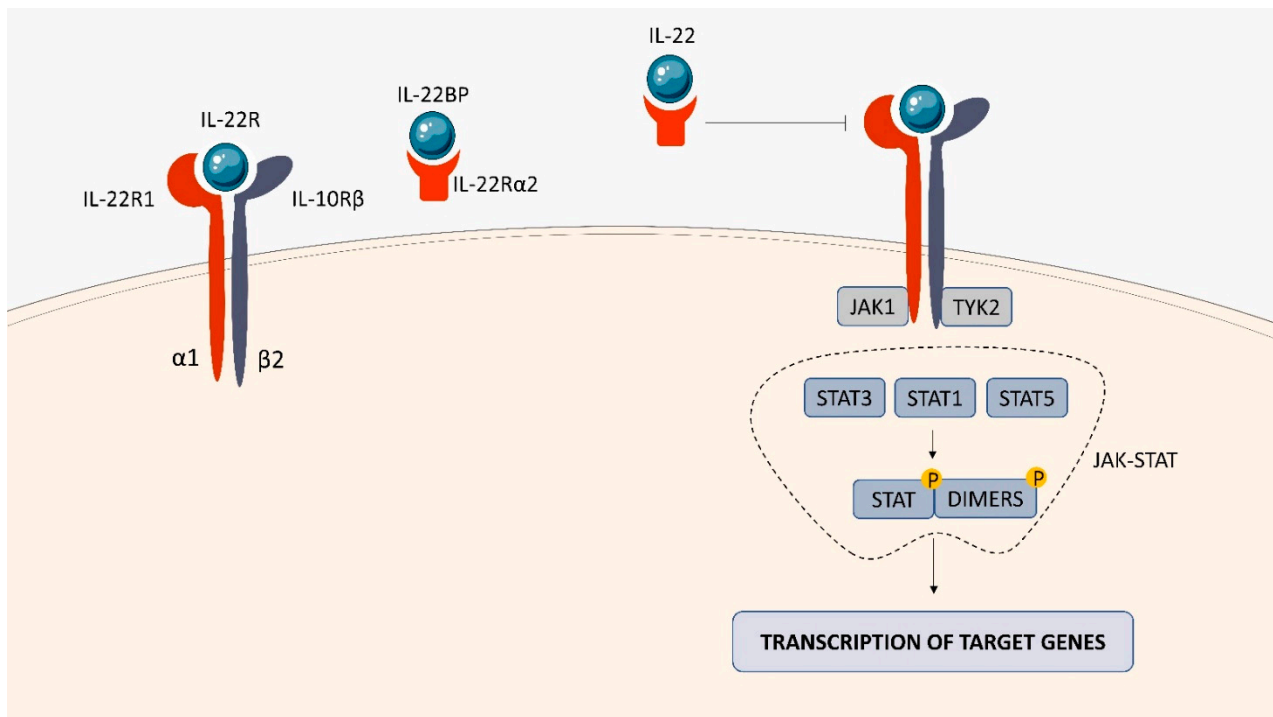 IL-22
IL-22BP
IL-22R
IL-22R1
IL-10Rβ
IL-22Rα2
α1
β2
JAK1
TYK2
STAT3
STAT1
STAT5
JAK-STAT
P
P
STAT
DIMERS
TRANSCRIPTION OF TARGET GENES